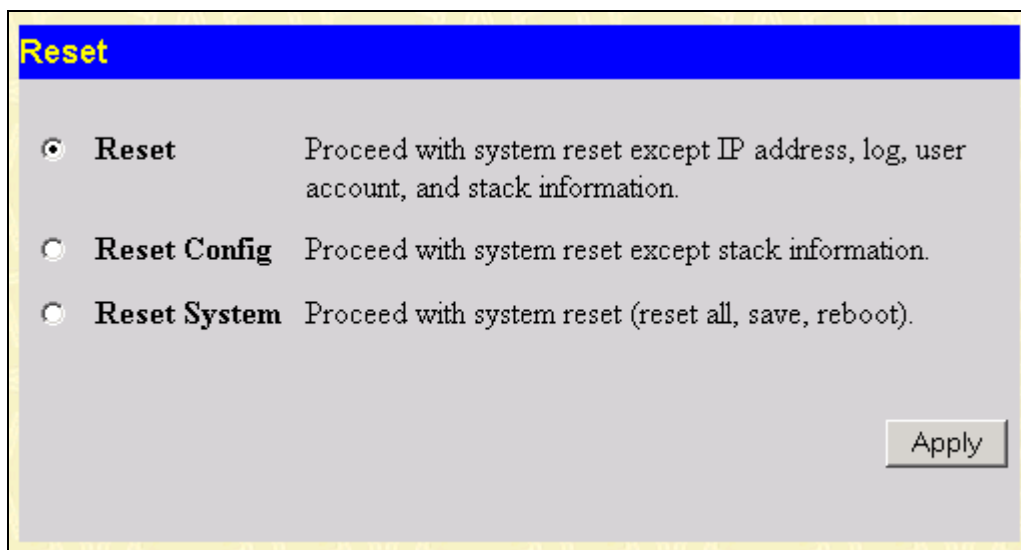 Reset
Reset Proceed with system reset except IP address, log, user
account, and stack information.
Reset Config Proceed with system reset except stack information.
Reset System Proceed with system reset (reset all, save, reboot).
Apply